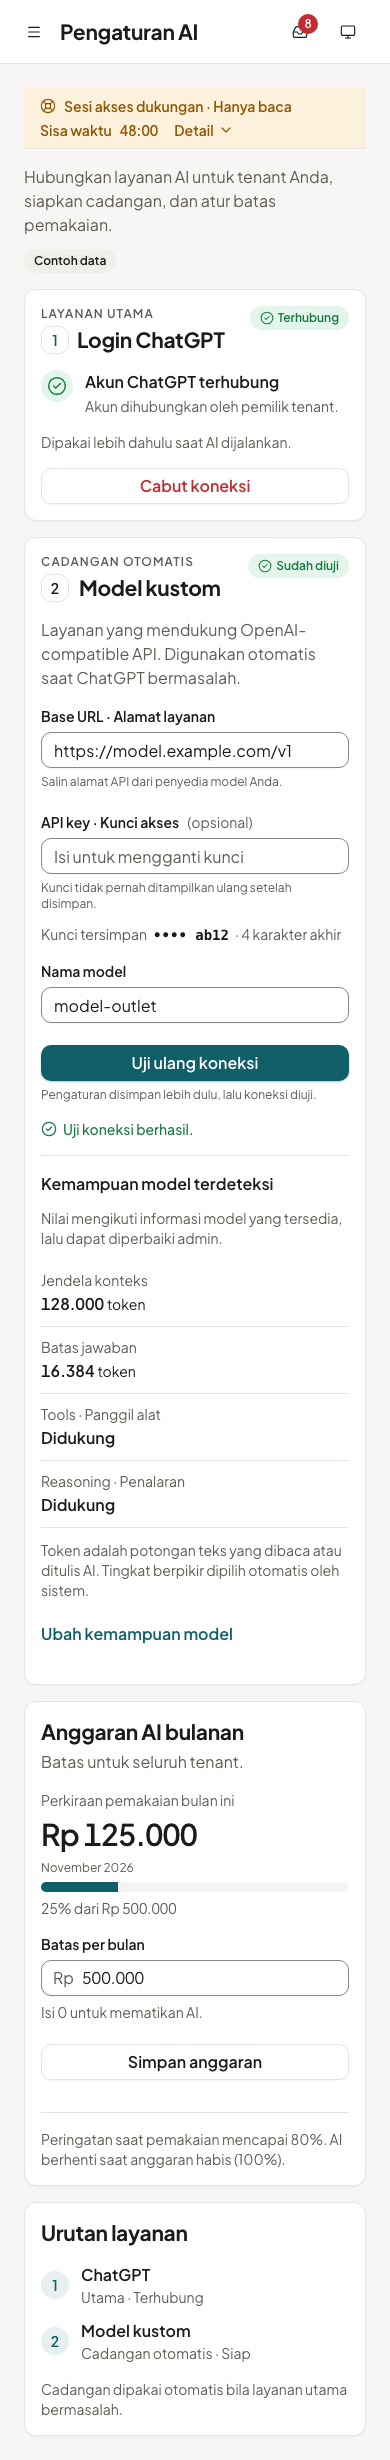 Pengaturan AI
8
Sesi akses dukungan · Hanya baca
Sisa waktu 48:00 Detail
Hubungkan layanan AI untuk tenant Anda,
siapkan cadangan, dan atur batas
pemakaian.
Contoh data
LAYANAN UTAMA
Terhubung
1 Login ChatGPT
Akun ChatGPT terhubung
Akun dihubungkan oleh pemilik tenant.
Dipakai lebih dahulu saat AI dijalankan.
Cabut koneksi
CADANGAN OTOMATIS
Sudah diuji
2 Model kustom
Layanan yang mendukung OpenAI-
compatible API. Digunakan otomatis
saat ChatGPT bermasalah.
Base URL · Alamat layanan
https://model.example.com/v1
Salin alamat API dari penyedia model Anda.
API key · Kunci akses (opsional)
Isi untuk mengganti kunci
Kunci tidak pernah ditampilkan ulang setelah
disimpan.
Kunci tersimpan •••• ab12 · 4 karakter akhir
Nama model
model-outlet
Uji ulang koneksi
Pengaturan disimpan lebih dulu, lalu koneksi diuji.
Uji koneksi berhasil.
Kemampuan model terdeteksi
Nilai mengikuti informasi model yang tersedia,
lalu dapat diperbaiki admin.
Jendela konteks
128.000 token
Batas jawaban
16.384 token
Tools · Panggil alat
Didukung
Reasoning · Penalaran
Didukung
Token adalah potongan teks yang dibaca atau
ditulis AI. Tingkat berpikir dipilih otomatis oleh
sistem.
Ubah kemampuan model
Anggaran AI bulanan
Batas untuk seluruh tenant.
Perkiraan pemakaian bulan ini
Rp 125.000
November 2026
25% dari Rp 500.000
Batas per bulan
Rp 500.000
Isi 0 untuk mematikan AI.
Simpan anggaran
Peringatan saat pemakaian mencapai 80%. AI
berhenti saat anggaran habis (100%).
Urutan layanan
1 ChatGPT
Utama · Terhubung
2 Model kustom
Cadangan otomatis · Siap
Cadangan dipakai otomatis bila layanan utama
bermasalah.